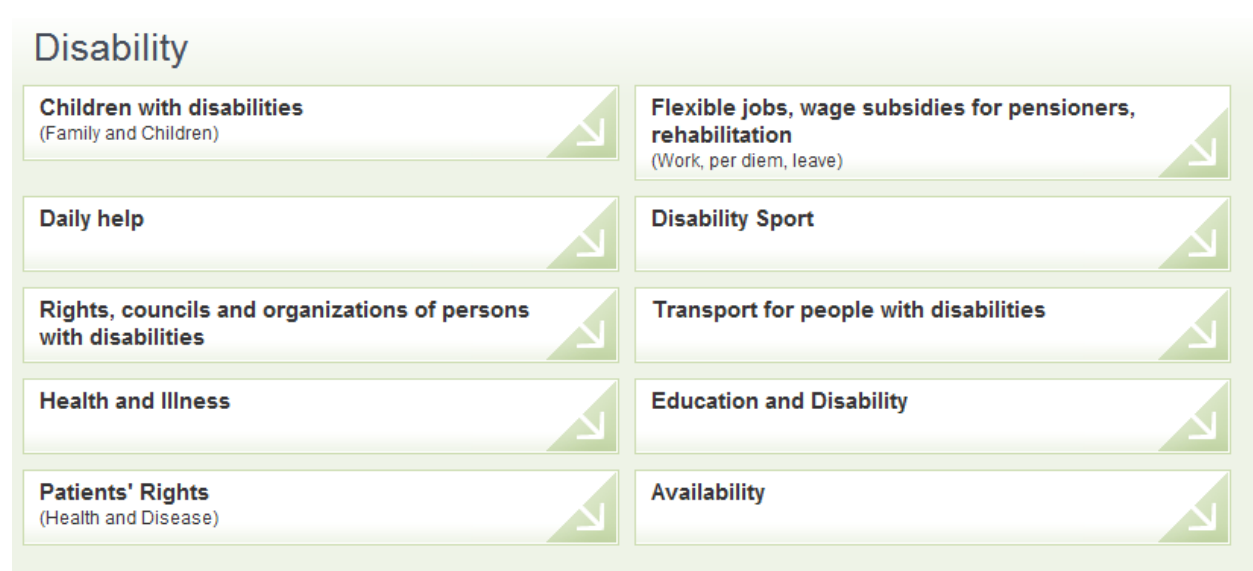 Disability
Children with disabilities
(Family and Children)
Flexible jobs, wage subsidies for pensioners,
rehabilitation
(Work, per diem, leave)
Daily help
Disability Sport
Rights, councils and organizations of persons
with disabilities
Transport for people with disabilities
Health and Illness
Education and Disability
Patients' Rights
(Health and Disease)
Availability